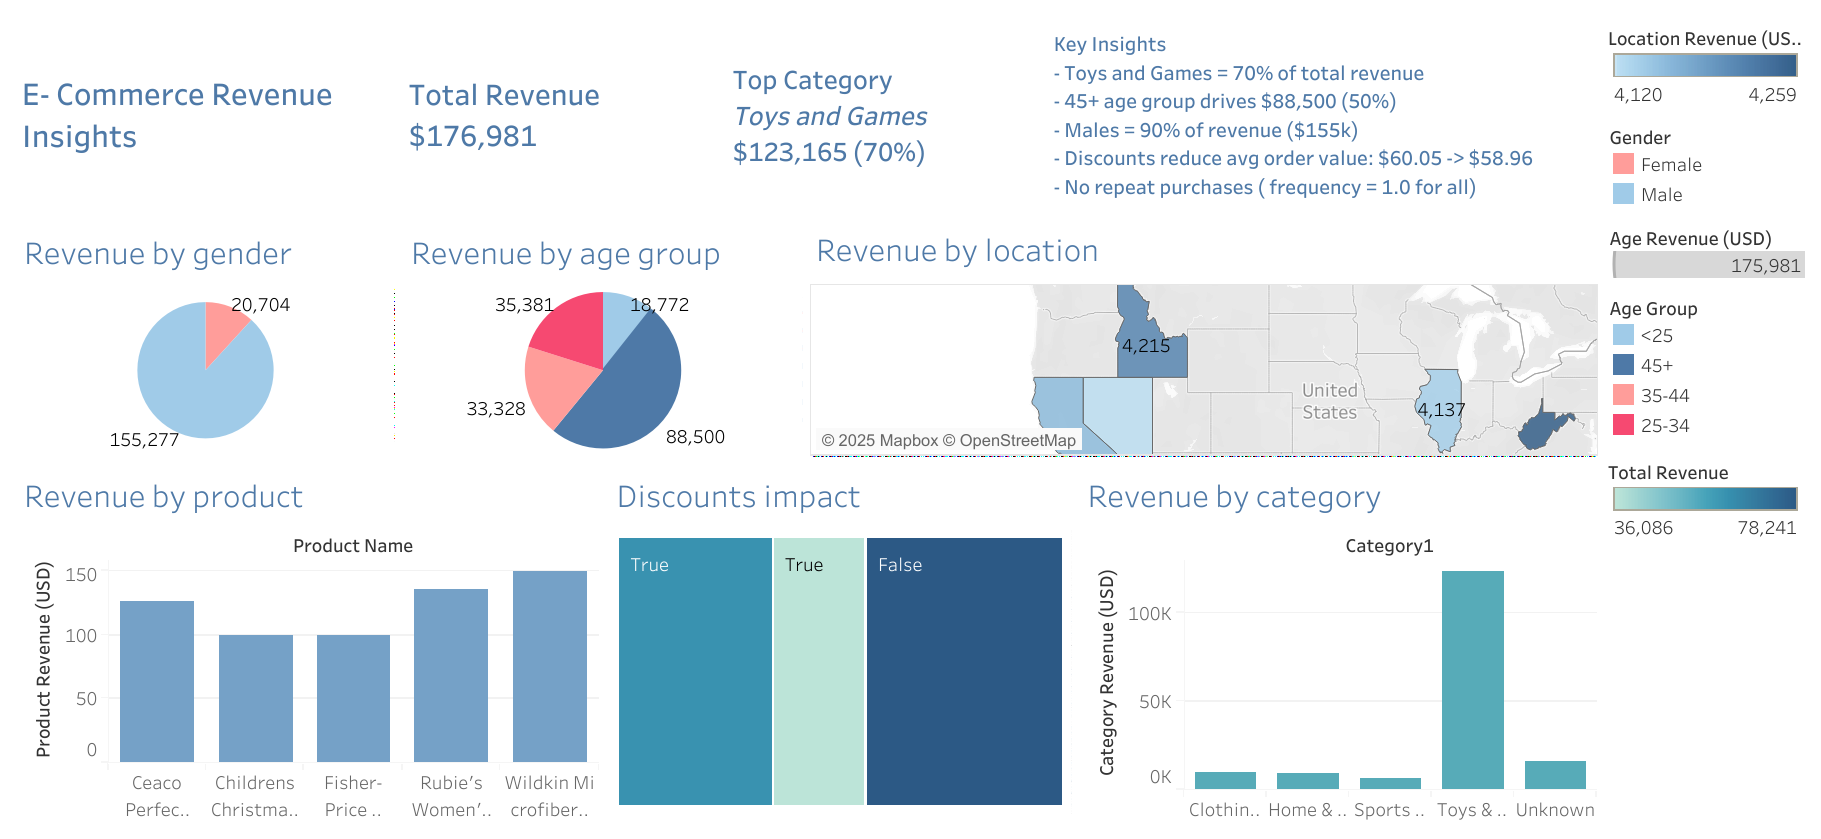 E- Commerce Revenue
Insights
Total Revenue
$176,981
Top Category
Toys and Games
$123,165 (70%)
Key Insights
- Toys and Games = 70% of total revenue
- 45+ age group drives $88,500 (50%)
- Males = 90% of revenue ($155k)
- Discounts reduce avg order value: $60.05 -> $58.96
- No repeat purchases ( frequency = 1.0 for all)
Location Revenue (US..
4,120 4,259
Gender
Female
Male
Age Revenue (USD)
175,981
Age Group
<25
45+
35-44
25-34
Total Revenue
36,086 78,241
Revenue by gender
20,704
155,277
Revenue by age group
35,381 18,772
33,328
88,500
Revenue by location
4,215
United
States
4,137
© 2025 Mapbox © OpenStreetMap
Revenue by product
Product Name
Product Revenue (USD)
150
100
50
0
Ceaco
Perfec..
Childrens
Christma..
Fisher-
Price ..
Rubie's
Women'..
Wildkin Mi
crofiber..
Discounts impact
True
True
False
Revenue by category
Category1
Category Revenue (USD)
100K
50K
0K
Clothin.. Home & .. Sports .. Toys & .. Unknown